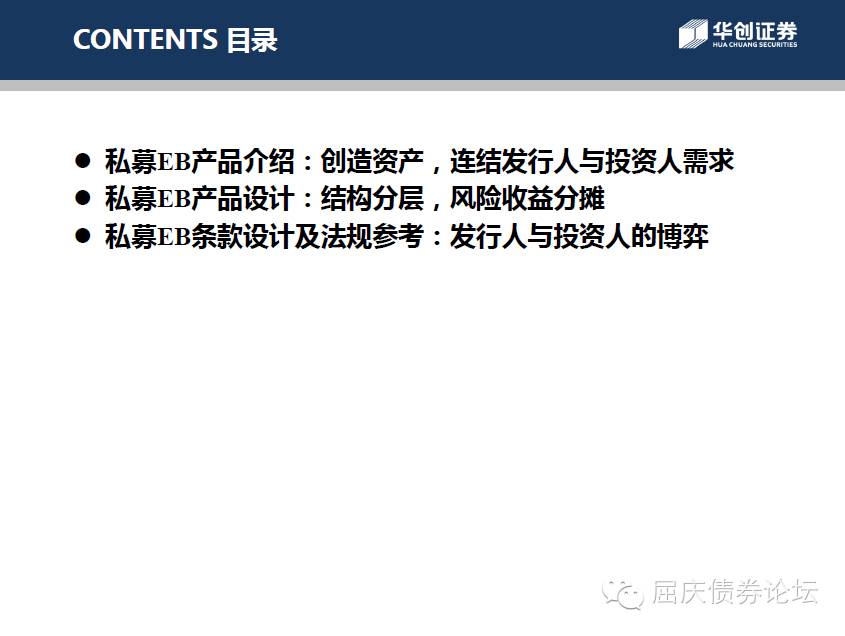 CONTENTS 目录
华创证券
HUA CHUANG SECURITIES
● 私募EB产品介绍：创造资产，连结发行人与投资人需求
● 私募EB产品设计：结构分层，风险收益分摊
● 私募EB条款设计及法规参考：发行人与投资人的博弈
屈庆债券论坛